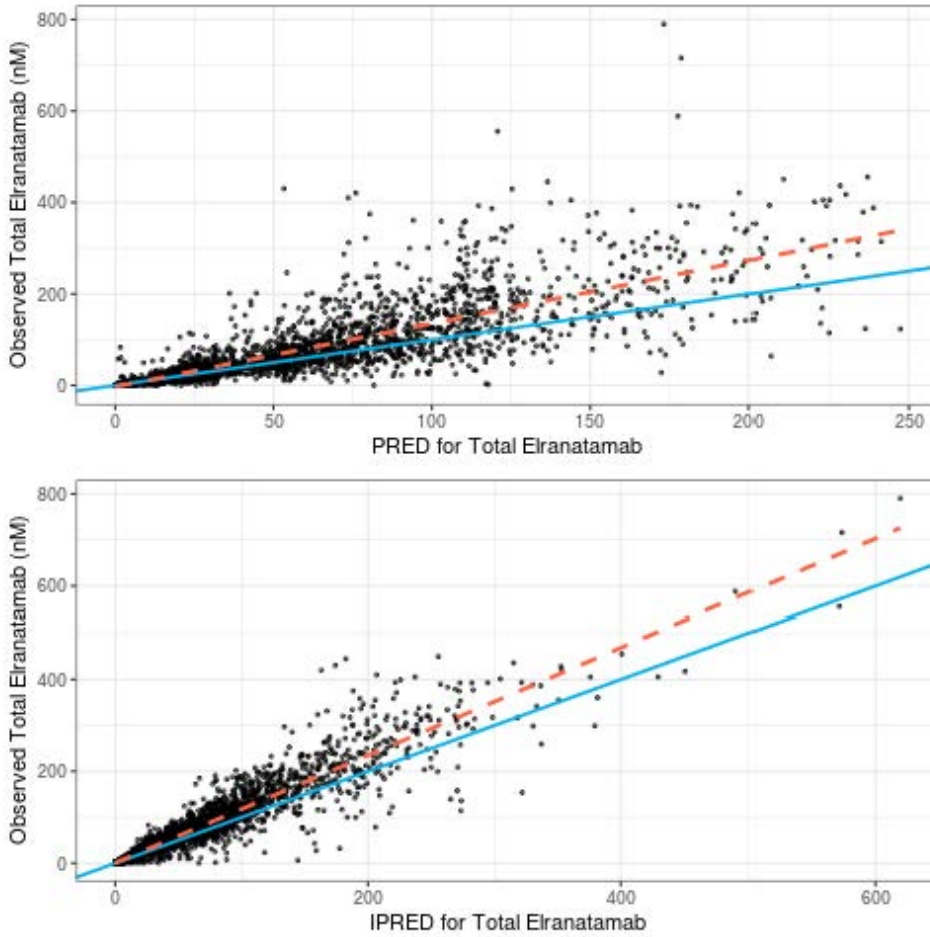 Observed Total Elranatamab (nM)
800
600
400
200
0
0 50 100 150 200 250
PRED for Total Elranatamab
Observed Total Elranatamab (nM)
800
600
400
200
0
0 200 400 600
IPRED for Total Elranatamab